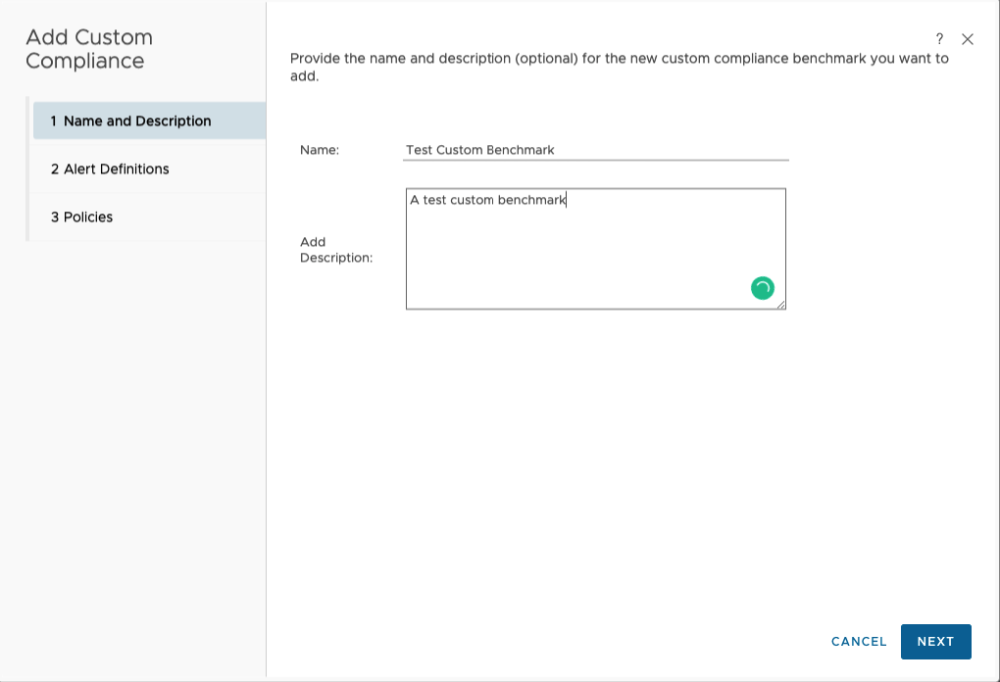 Add Custom
Compliance
1 Name and Description
2 Alert Definitions
3 Policies
?
Provide the name and description (optional) for the new custom compliance benchmark you want to
add.
Name:
Test Custom Benchmark
Add
Description:
A test custom benchmark
CANCEL
NEXT